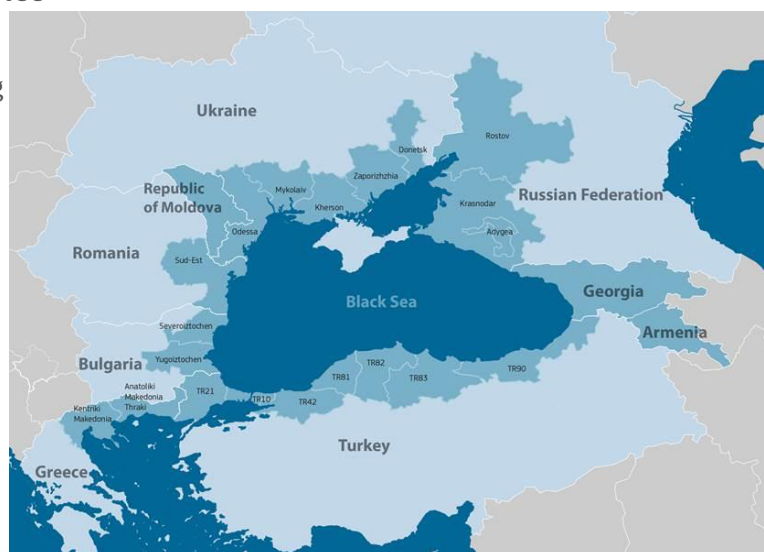 Ukraine
Rostov
Donetsk
Zaporizhzhia
Republic
of Moldova
Mykolaiv
Kherson
Russian Federation
Krasnodar
Odessa
Adygea
Romania
Sud-Est
Black Sea
Georgia
Severoiztochen
Armenia
Bulgaria
Yugoiztochen
TR82
TR90
TR81
TR83
Anatoliki
Makedonia
Thraki
TR21
TR10
TR42
Kentriki
Makedonia
Turkey
Greece